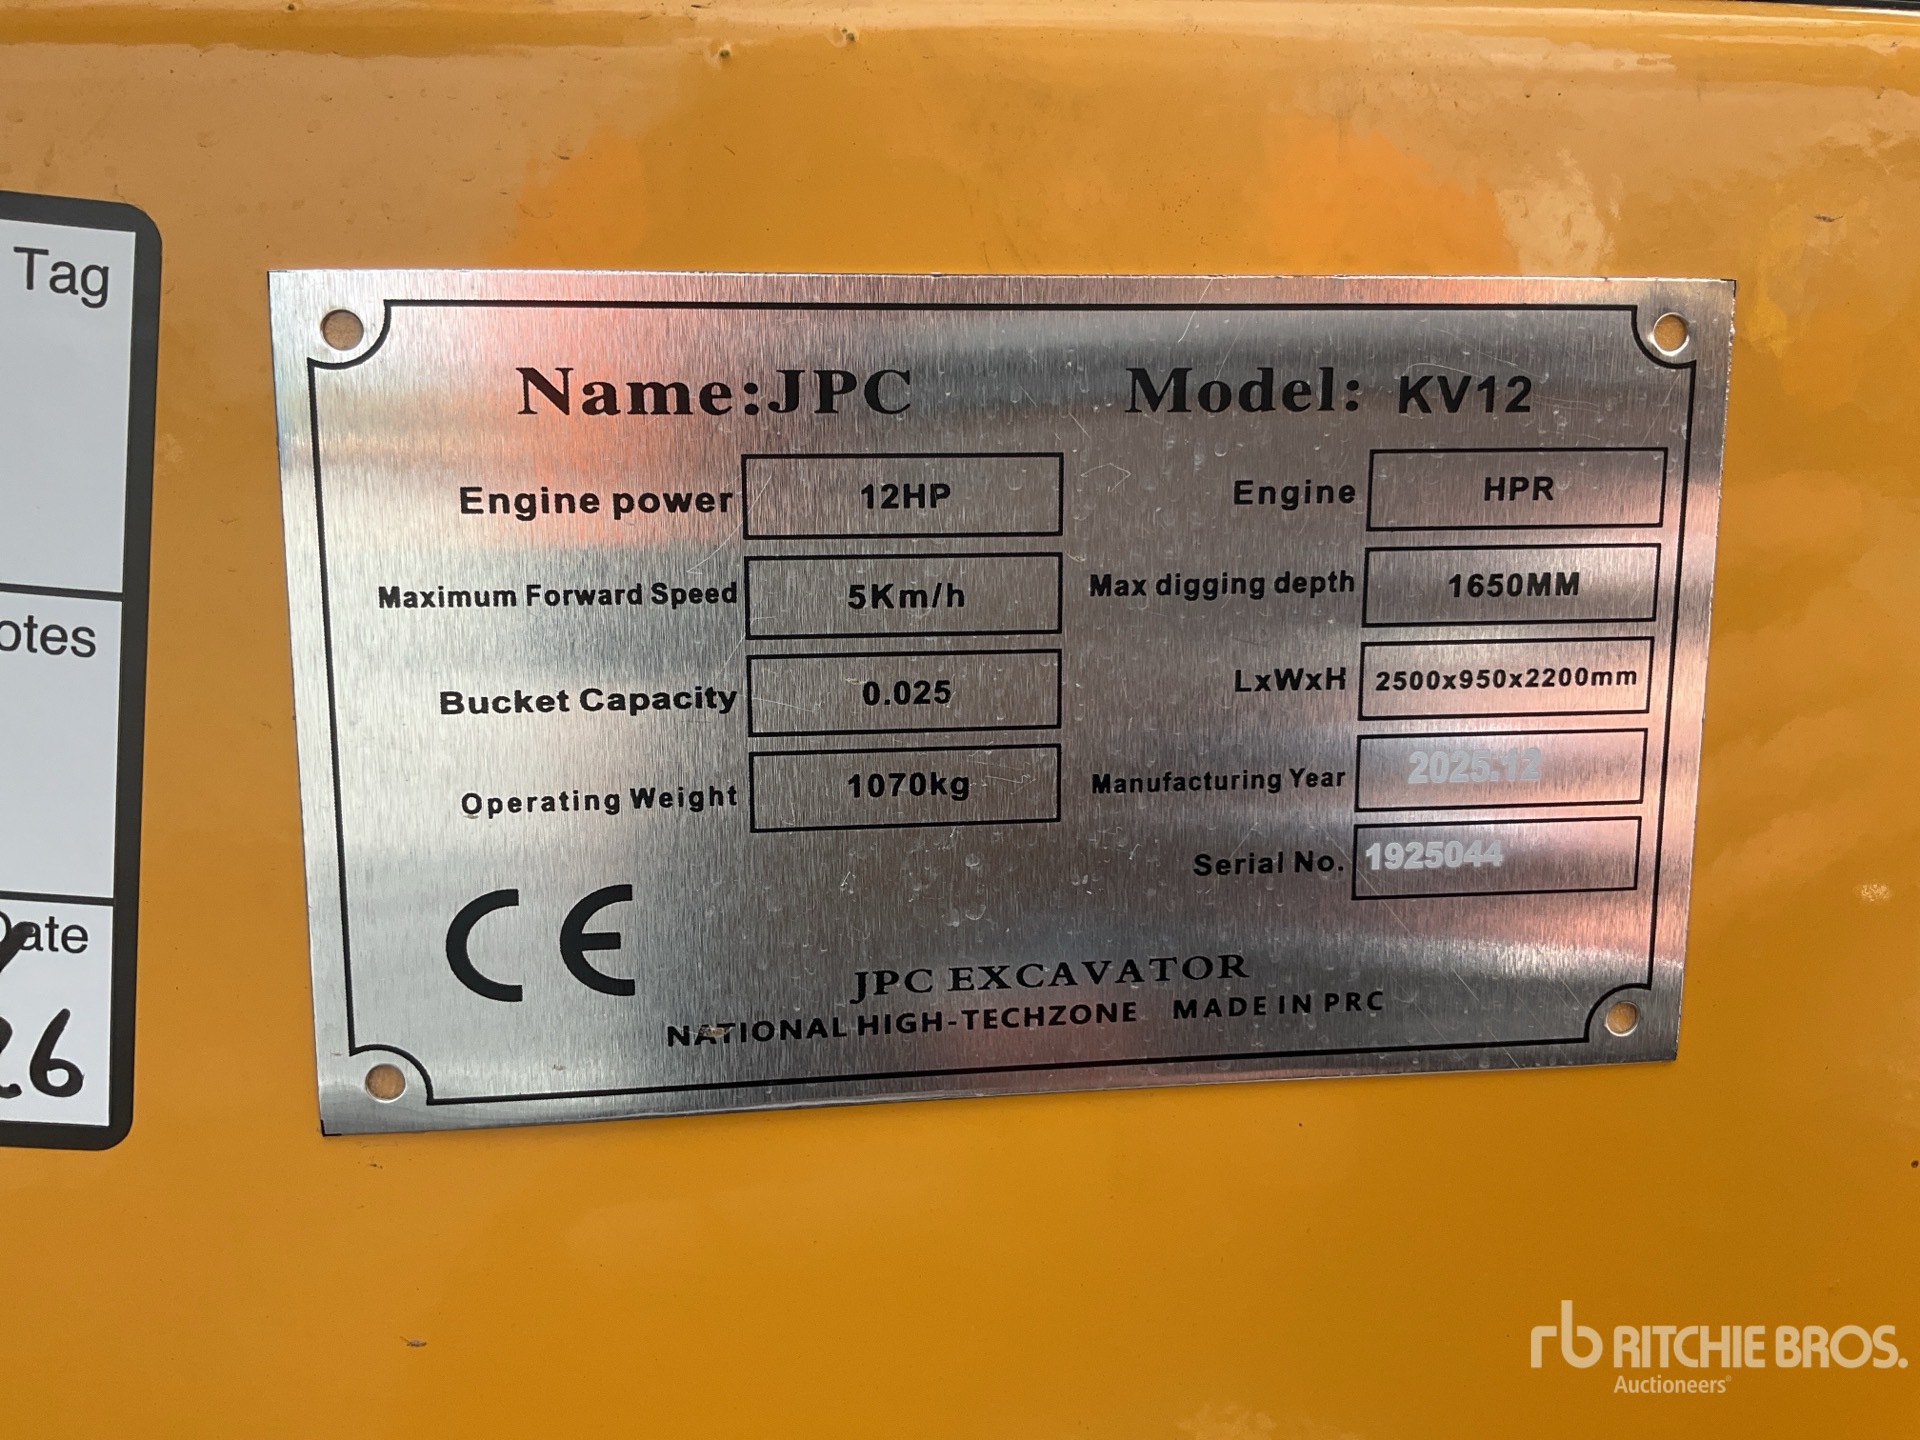 Tag
otes
Date
26
Name:JPC Model: KV12
Engine power 12HP Engine HPR
Maximum Forward Speed 5Km/h Max digging depth 1650MM
Bucket Capacity 0.025 LxWxH 2500x950x2200mm
Operating Weight 1070kg Manufacturing Year 2025.12
Serial No. 1925044
CE
JPC EXCAVATOR
NATIONAL HIGH-TECHZONE MADE IN PRC
rb RITCHIE BROS.
Auctioneers